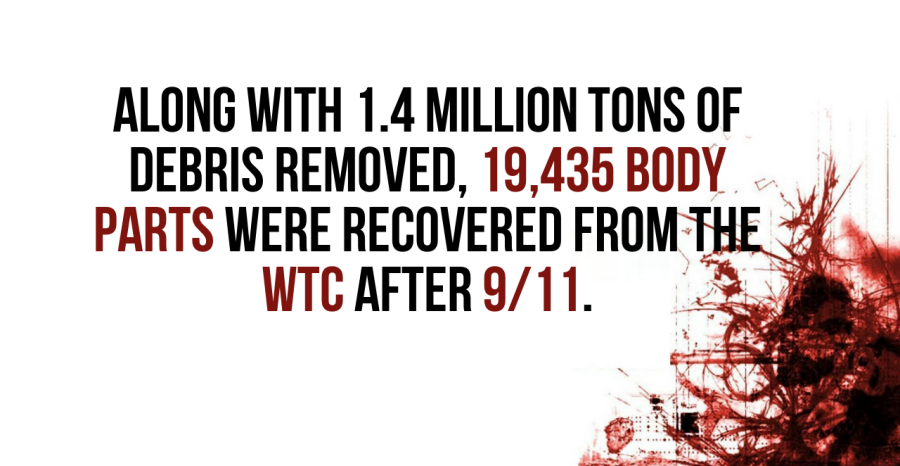 ALONG WITH 1.4 MILLION TONS OF
DEBRIS REMOVED, 19,435 BODY
PARTS WERE RECOVERED FROM THE
WTC AFTER 9/11.